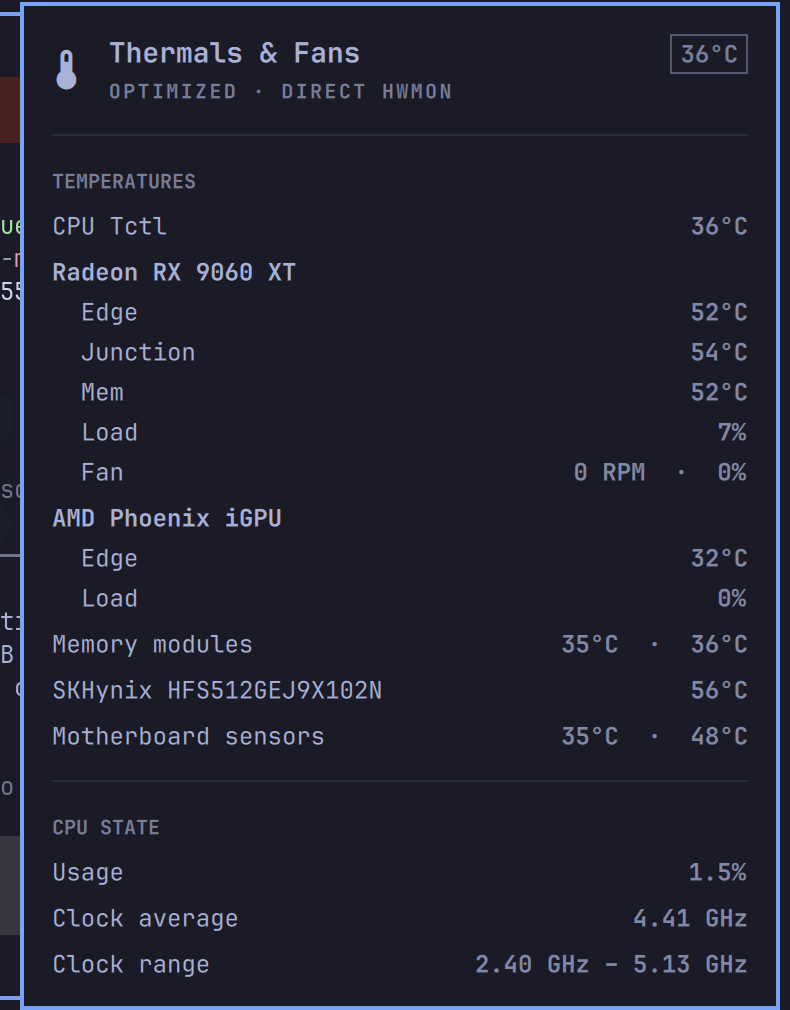 Thermals & Fans
36°C
OPTIMIZED · DIRECT HWMON
TEMPERATURES
CPU Tctl 36°C
Radeon RX 9060 XT
Edge 52°C
Junction 54°C
Mem 52°C
Load 7%
Fan 0 RPM · 0%
AMD Phoenix iGPU
Edge 32°C
Load 0%
Memory modules 35°C · 36°C
SKHynix HFS512GEJ9X102N 56°C
Motherboard sensors 35°C · 48°C
CPU STATE
Usage 1.5%
Clock average 4.41 GHz
Clock range 2.40 GHz – 5.13 GHz